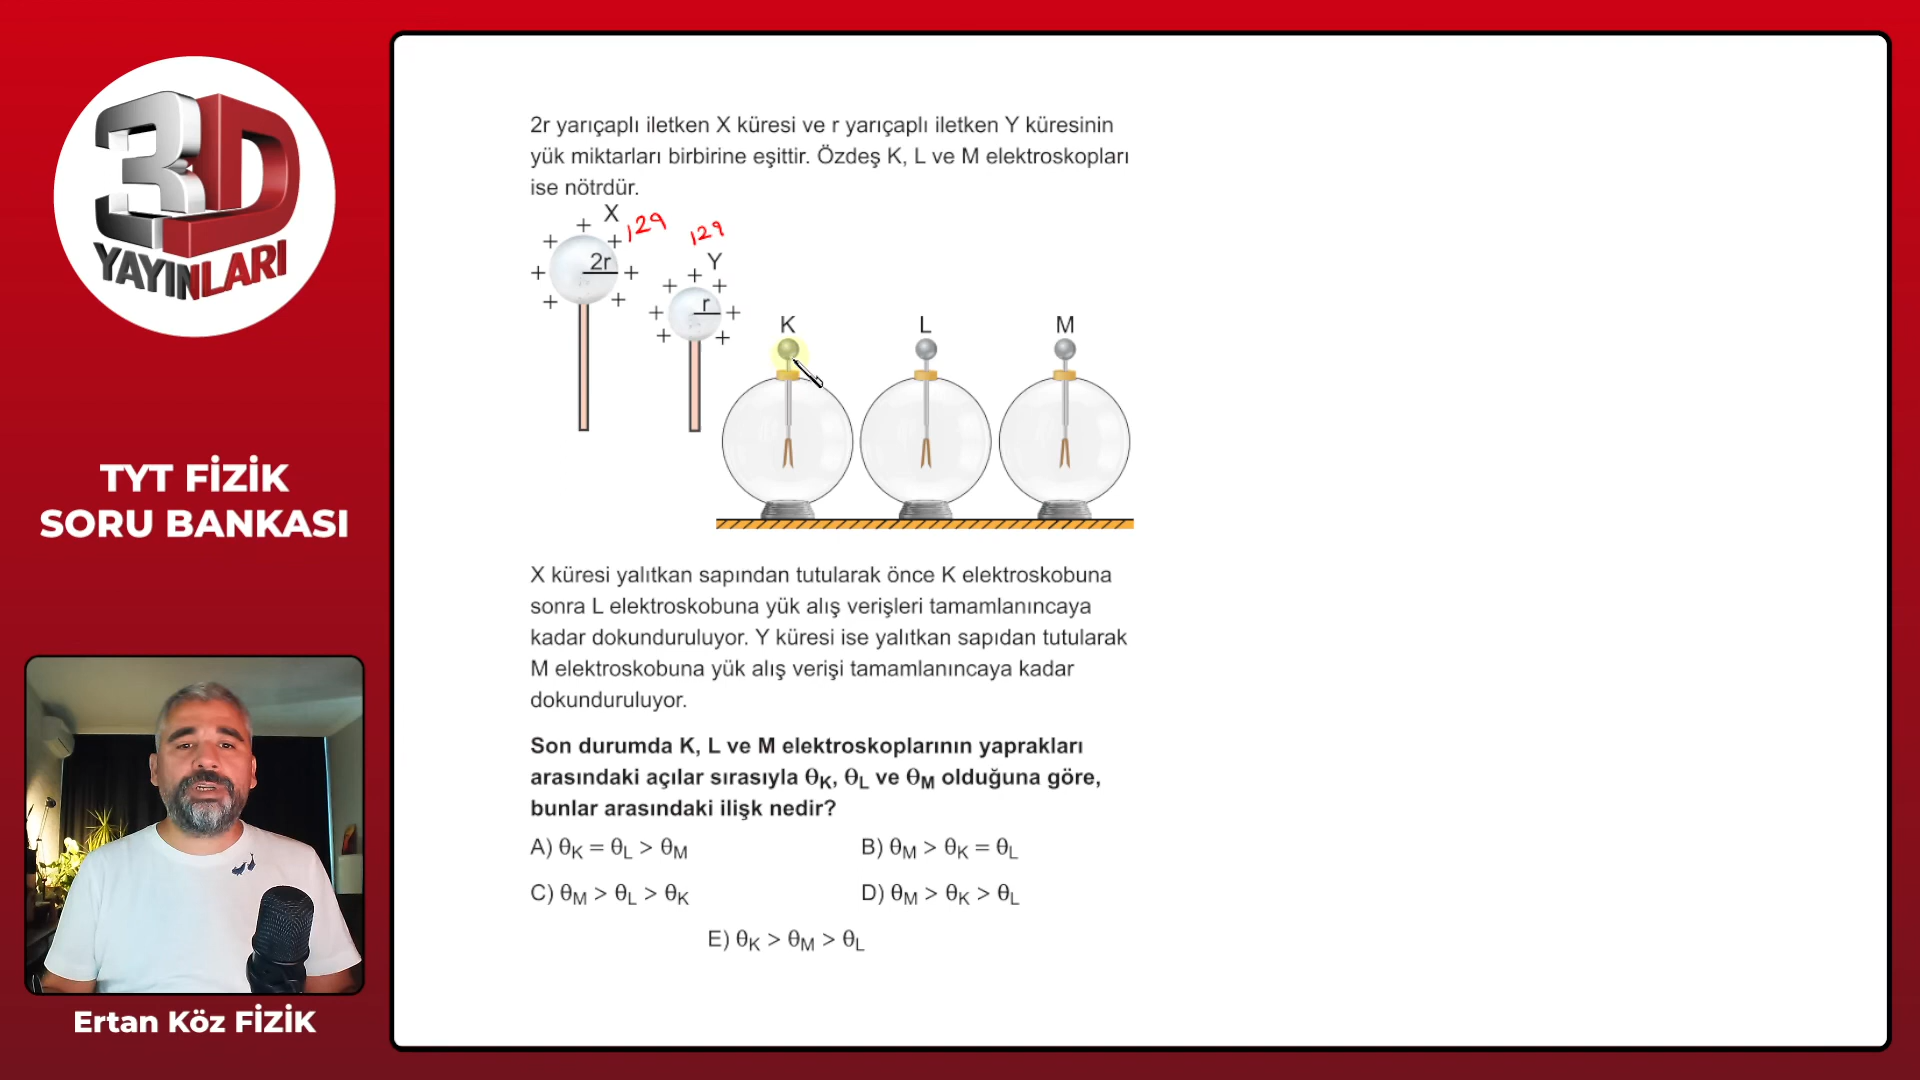 3D
YAYINLARI
TYT FİZİK
SORU BANKASI
Ertan Köz FİZİK
2r yarıçaplı iletken X küresi ve r yarıçaplı iletken Y küresinin
yük miktarları birbirine eşittir. Özdeş K, L ve M elektroskopları
ise nötrdür.
X
12q
12q
2r
Y
r
K
L
M
X küresi yalıtkan sapından tutularak önce K elektroskobuna
sonra L elektroskobuna yük alış verişleri tamamlanıncaya
kadar dokunduruluyor. Y küresi ise yalıtkan sapıdan tutularak
M elektroskobuna yük alış verişi tamamlanıncaya kadar
dokunduruluyor.
Son durumda K, L ve M elektroskoplarının yaprakları
arasındaki açılar sırasıyla θK, θL ve θM olduğuna göre,
bunlar arasındaki ilişk nedir?
A) θK = θL > θM
B) θM > θK = θL
C) θM > θL > θK
D) θM > θK > θL
E) θK > θM > θL